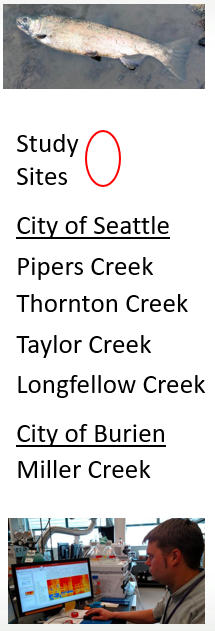 Study
Sites
City of Seattle
Pipers Creek
Thornton Creek
Taylor Creek
Longfellow Creek
City of Burien
Miller Creek